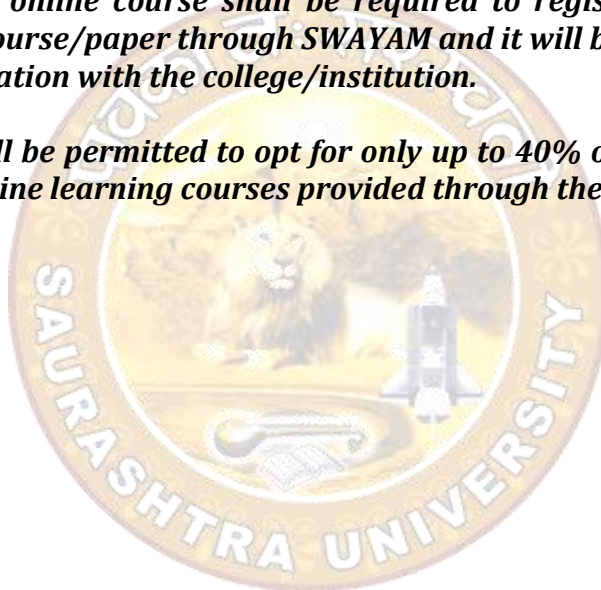 online course shall be required to regis
ourse/paper through SWAYAM and it will b
ation with the college/institution.
ll be permitted to opt for only up to 40% o
ine learning courses provided through the
SAURASHTRA UNIVERSITY